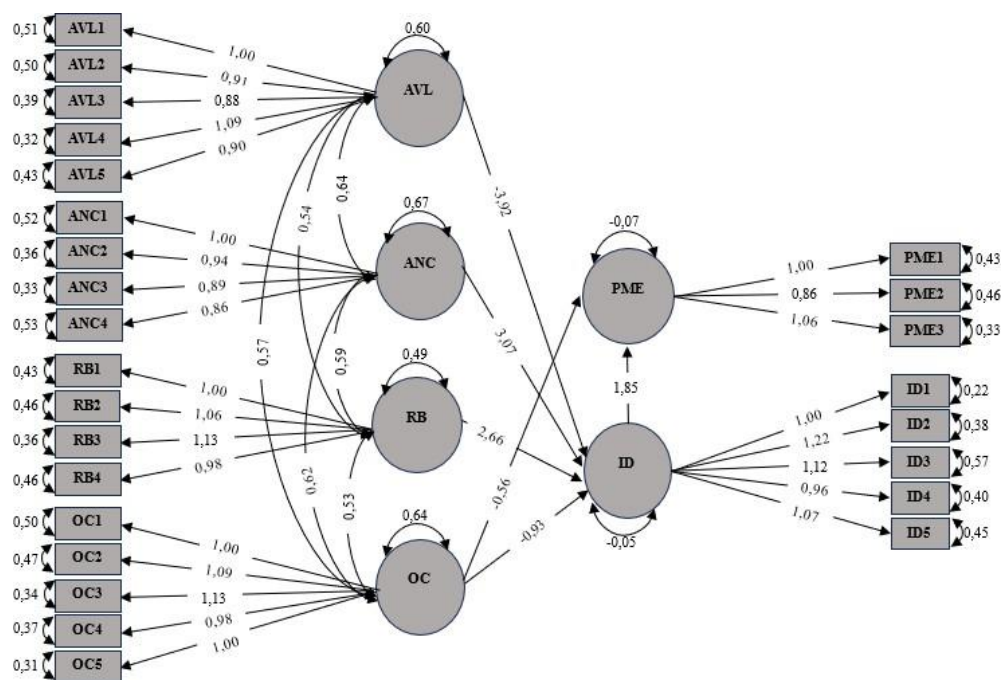 0,51
AVL1
0,50
AVL2
0,39
AVL3
0,32
AVL4
0,43
AVL5
1,00
0,91
0,88
1,09
0,90
0,60
AVL
0,52
ANC1
0,36
ANC2
0,33
ANC3
0,53
ANC4
1,00
0,94
0,89
0,86
0,67
ANC
0,43
RB1
0,46
RB2
0,36
RB3
0,46
RB4
1,00
1,06
1,13
0,98
0,49
RB
0,50
OC1
0,47
OC2
0,34
OC3
0,37
OC4
0,31
OC5
1,00
1,09
1,13
0,98
1,00
0,64
OC
0,64
0,54
0,57
0,59
0,62
0,53
-3,92
3,07
2,66
-0,56
-0,93
-0,07
PME
1,85
ID
-0,05
1,00
0,86
1,06
PME1
0,43
PME2
0,46
PME3
0,33
1,00
1,22
1,12
0,96
1,07
ID1
0,22
ID2
0,38
ID3
0,57
ID4
0,40
ID5
0,45